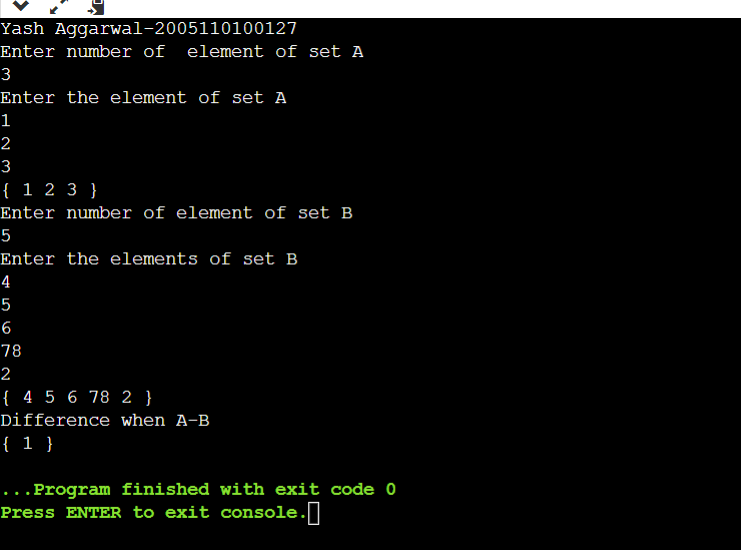 Yash Aggarwal-2005110100127
Enter number of  element of set A
3
Enter the element of set A
1
2
3
{ 1 2 3 }
Enter number of element of set B
5
Enter the elements of set B
4
5
6
78
2
{ 4 5 6 78 2 }
Difference when A-B
{ 1 }
...Program finished with exit code 0
Press ENTER to exit console.